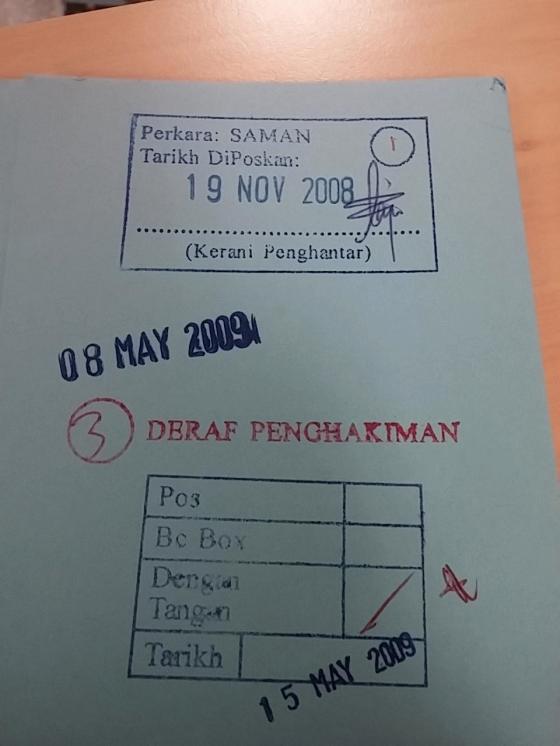 Perkara: SAMAN
1
Tarikh DiPoskan:
19 NOV 2008
(Kerani Penghantar)
08 MAY 2009
3 DERAF PENGHAKIMAN
Pos
Bc Box
Dengan
Tangan
Tarikh
15 MAY 2009